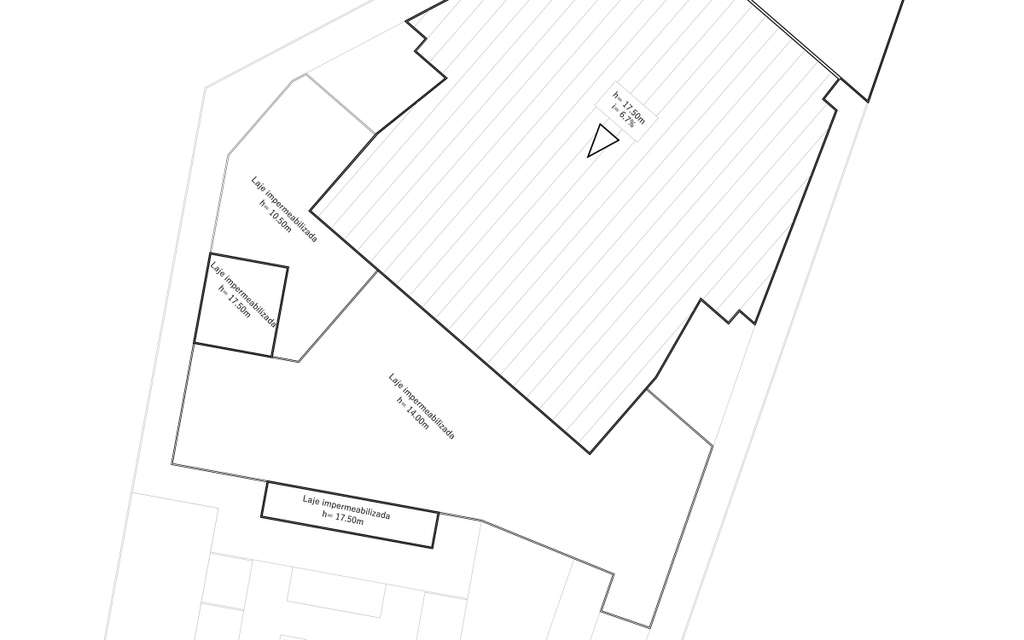 h= 17.50m
i= 6.7%
Laje impermeabilizada
h= 10.50m
Laje impermeabilizada
h= 17.50m
Laje impermeabilizada
h= 14.00m
Laje impermeabilizada
h= 17.50m